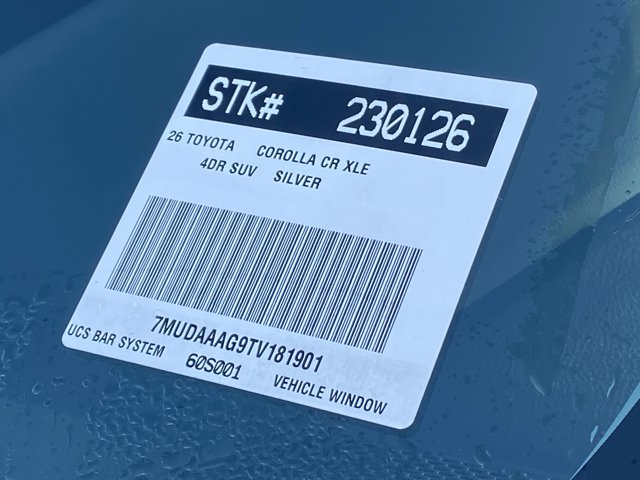 STK# 230126
26 TOYOTA COROLLA CR XLE
4DR SUV SILVER
7MUDAAAG9TV181901
UCS BAR SYSTEM 60S001 VEHICLE WINDOW